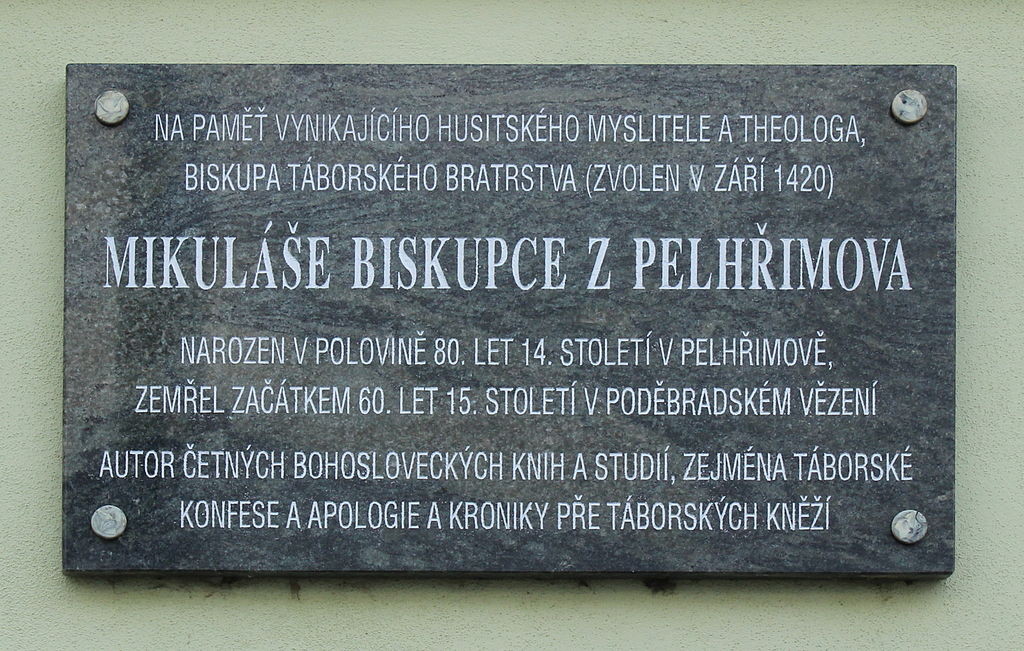 NA PAMĚŤ VYNIKAJÍCÍHO HUSITSKÉHO MYSLITELE A THEOLOGA,
BISKUPA TÁBORSKÉHO BRATRSTVA (ZVOLEN V ZÁŘÍ 1420)
MIKULÁŠE BISKUPCE Z PELHŘIMOVA
NAROZEN V POLOVINĚ 80. LET 14. STOLETÍ V PELHŘIMOVĚ,
ZEMŘEL ZAČÁTKEM 60. LET 15. STOLETÍ V PODĚBRADSKÉM VĚZENÍ
AUTOR ČETNÝCH BOHOSLOVECKÝCH KNIH A STUDIÍ, ZEJMÉNA TÁBORSKÉ
KONFESE A APOLOGIE A KRONIKY PŘE TÁBORSKÝCH KNĚŽÍ